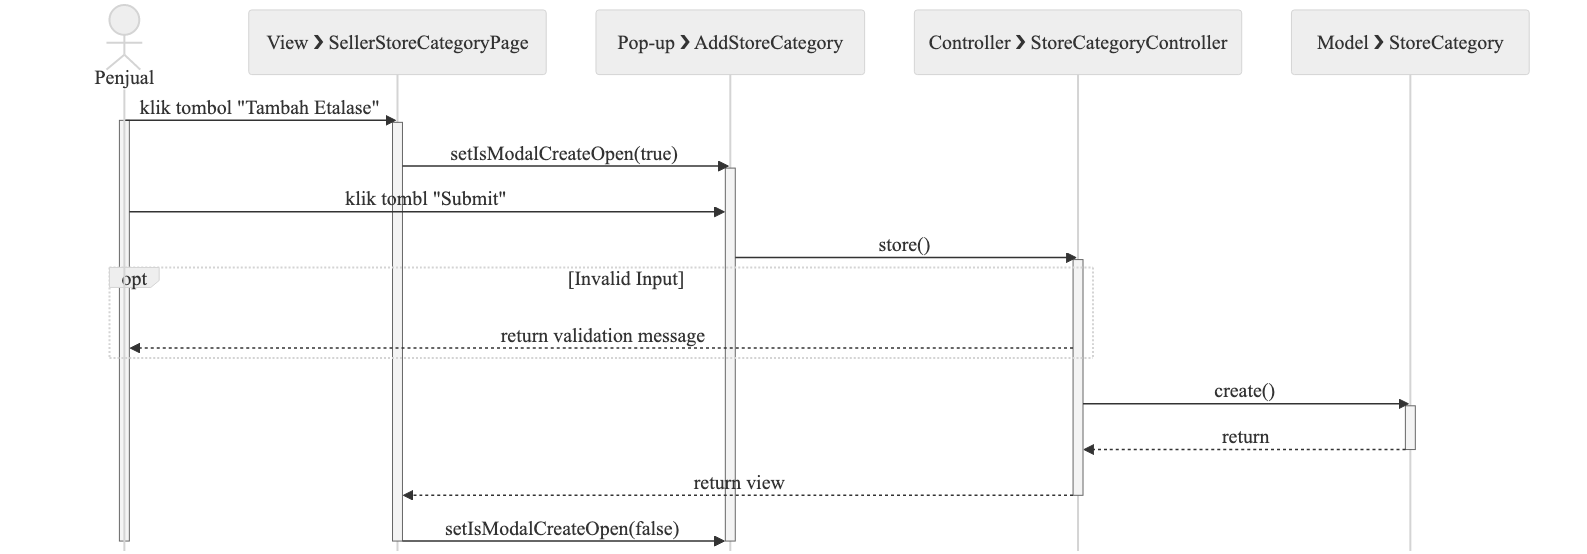 Penjual
View ❯ SellerStoreCategoryPage
Pop-up ❯ AddStoreCategory
Controller ❯ StoreCategoryController
Model ❯ StoreCategory
klik tombol "Tambah Etalase"
setIsModalCreateOpen(true)
klik tombl "Submit"
store()
opt
[Invalid Input]
return validation message
create()
return
return view
setIsModalCreateOpen(false)